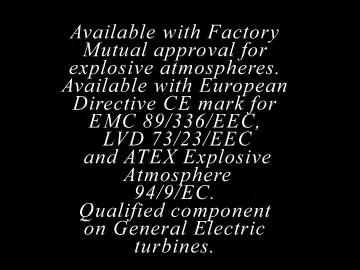 Available with Factory
Mutual approval for
explosive atmospheres.
Available with European
Directive CE mark for
EMC 89/336/EEC,
LVD 73/23/EEC
and ATEX Explosive
Atmosphere
94/9/EC.
Qualified component
on General Electric
turbines.